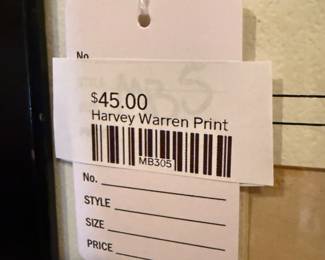 No.
$45.00
Harvey Warren Print
MB305
No.
STYLE
SIZE
PRICE